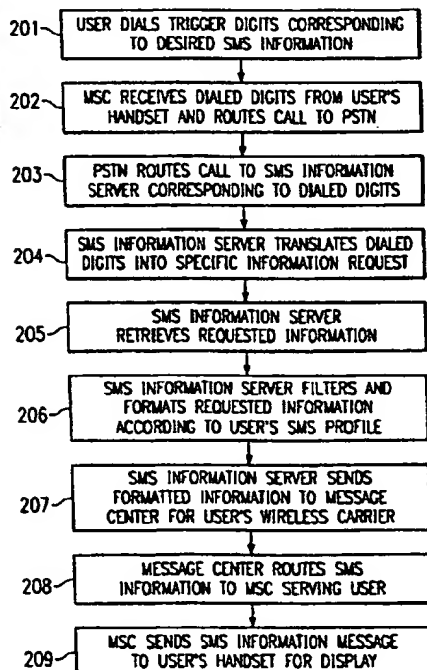 201
USER DIALS TRIGGER DIGITS CORRESPONDING
TO DESIRED SMS INFORMATION
202
MSC RECEIVES DIALED DIGITS FROM USER'S
HANDSET AND ROUTES CALL TO PSTN
203
PSTN ROUTES CALL TO SMS INFORMATION
SERVER CORRESPONDING TO DIALED DIGITS
204
SMS INFORMATION SERVER TRANSLATES DIALED
DIGITS INTO SPECIFIC INFORMATION REQUEST
205
SMS INFORMATION SERVER
RETRIEVES REQUESTED INFORMATION
206
SMS INFORMATION SERVER FILTERS AND
FORMATS REQUESTED INFORMATION
ACCORDING TO USER'S SMS PROFILE
207
SMS INFORMATION SERVER SENDS
FORMATTED INFORMATION TO MESSAGE
CENTER FOR USER'S WIRELESS CARRIER
208
MESSAGE CENTER ROUTES SMS
INFORMATION TO MSC SERVING USER
209
MSC SENDS SMS INFORMATION MESSAGE
TO USER'S HANDSET FOR DISPLAY